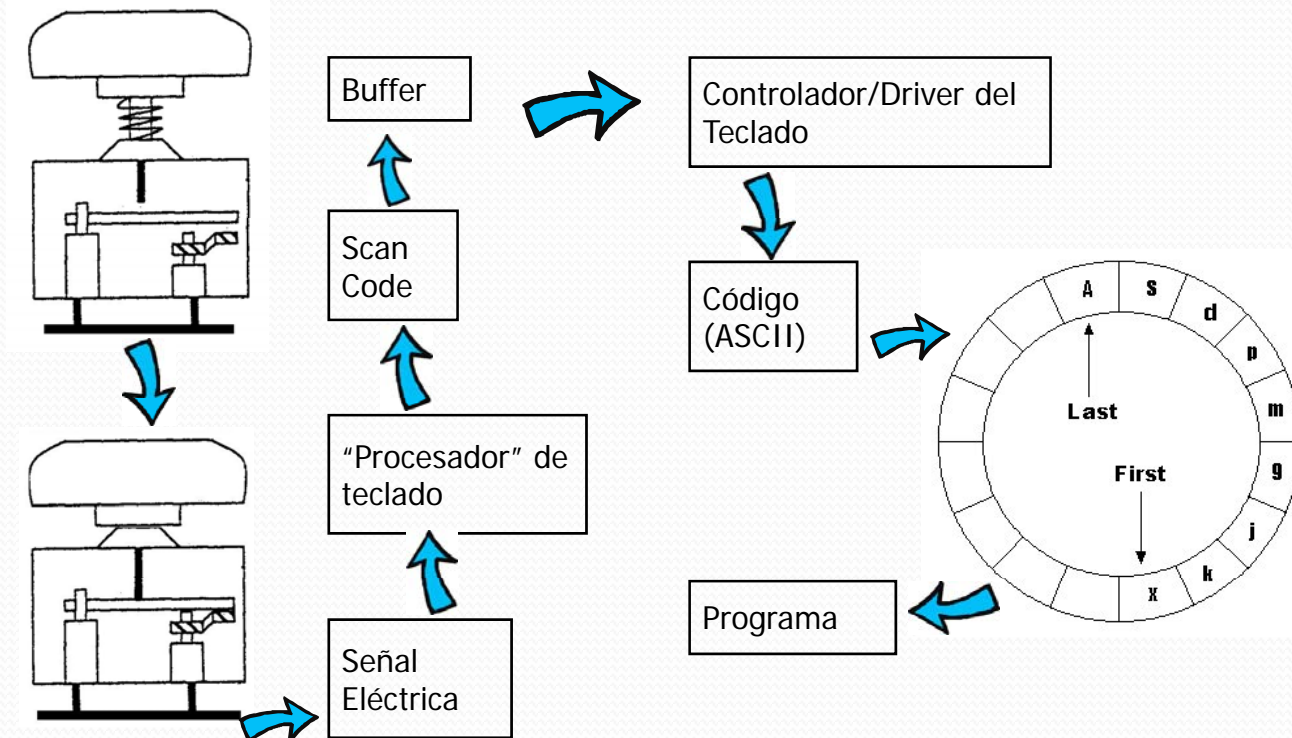 Buffer
Controlador/Driver del
Teclado
Scan
Code
Código
(ASCII)
"Procesador" de
teclado
Señal
Eléctrica
A
S
d
p
m
g
j
k
x
Last
First
Programa